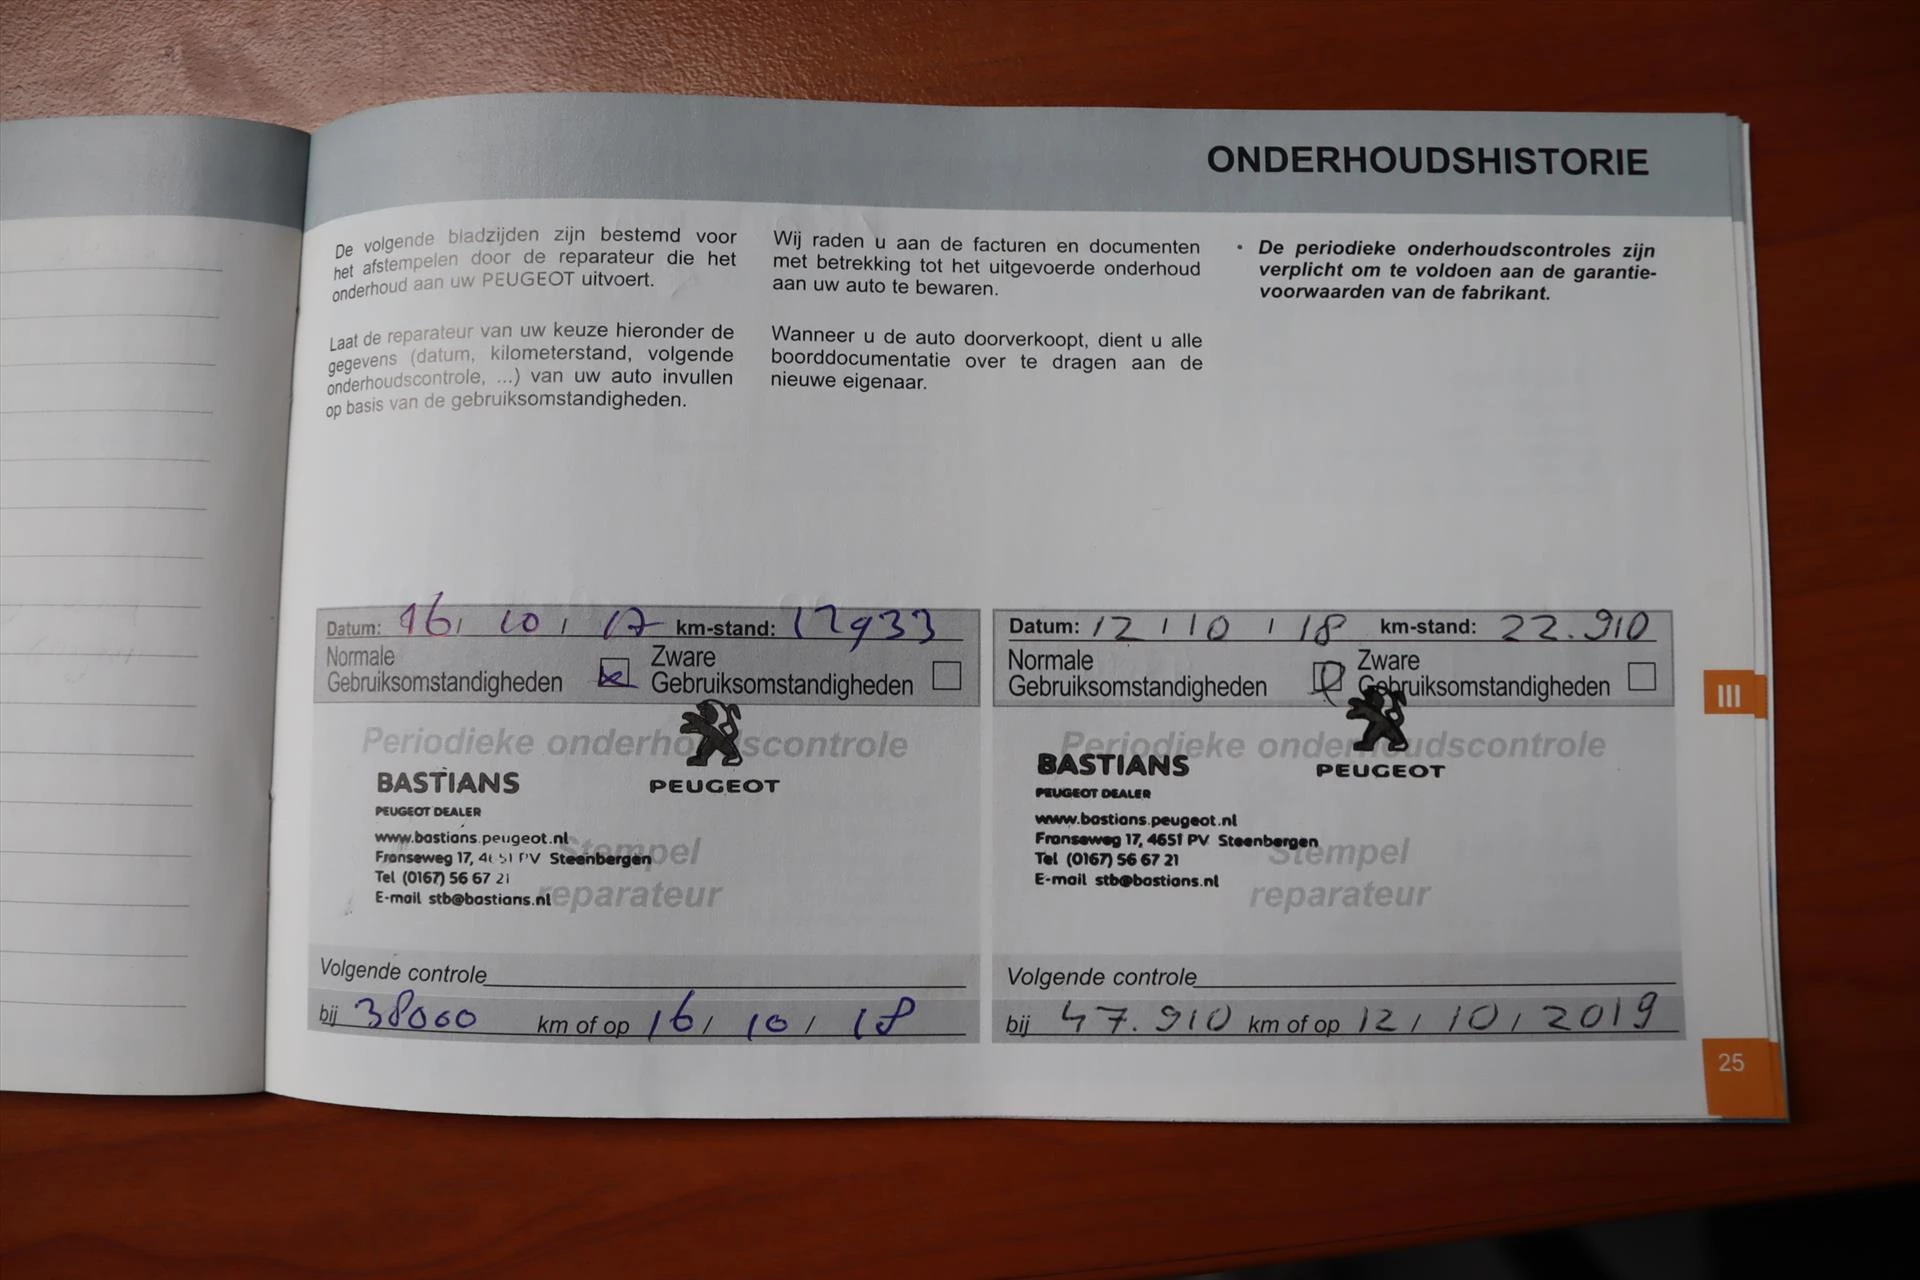 ONDERHOUDSHISTORIE
De volgende bladzijden zijn bestemd voor
het afstempelen door de reparateur die het
onderhoud aan uw PEUGEOT uitvoert.
Laat de reparateur van uw keuze hieronder de
gegevens (datum, kilometerstand, volgende
onderhoudscontrole, ...) van uw auto invullen
op basis van de gebruiksomstandigheden.
Wij raden u aan de facturen en documenten
met betrekking tot het uitgevoerde onderhoud
aan uw auto te bewaren.
Wanneer u de auto doorverkoopt, dient u alle
boorddocumentatie over te dragen aan de
nieuwe eigenaar.
• De periodieke onderhoudscontroles zijn
verplicht om te voldoen aan de garantie-
voorwaarden van de fabrikant.
Datum: 16 / 10 / 17 km-stand: 12933
Normale
Gebruiksomstandigheden
Zware
Gebruiksomstandigheden
Periodieke onderhoudscontrole
PEUGEOT
BASTIANS
PEUGEOT DEALER
www.bastians.peugeot.nl
Franseweg 17, 4651 PV Steenbergen
Tel (0167) 56 67 21
E-mail stb@bastians.nl
Stempel
reparateur
Volgende controle
bij 38000 km of op 16 / 10 / 18
Datum: 12 / 10 / 18 km-stand: 22.910
Normale
Gebruiksomstandigheden
Zware
Gebruiksomstandigheden
Periodieke onderhoudscontrole
PEUGEOT
BASTIANS
PEUGEOT DEALER
www.bastians.peugeot.nl
Franseweg 17, 4651 PV Steenbergen
Tel (0167) 56 67 21
E-mail stb@bastians.nl
Stempel
reparateur
Volgende controle
bij 47.910 km of op 12 / 10 / 2019
III
25